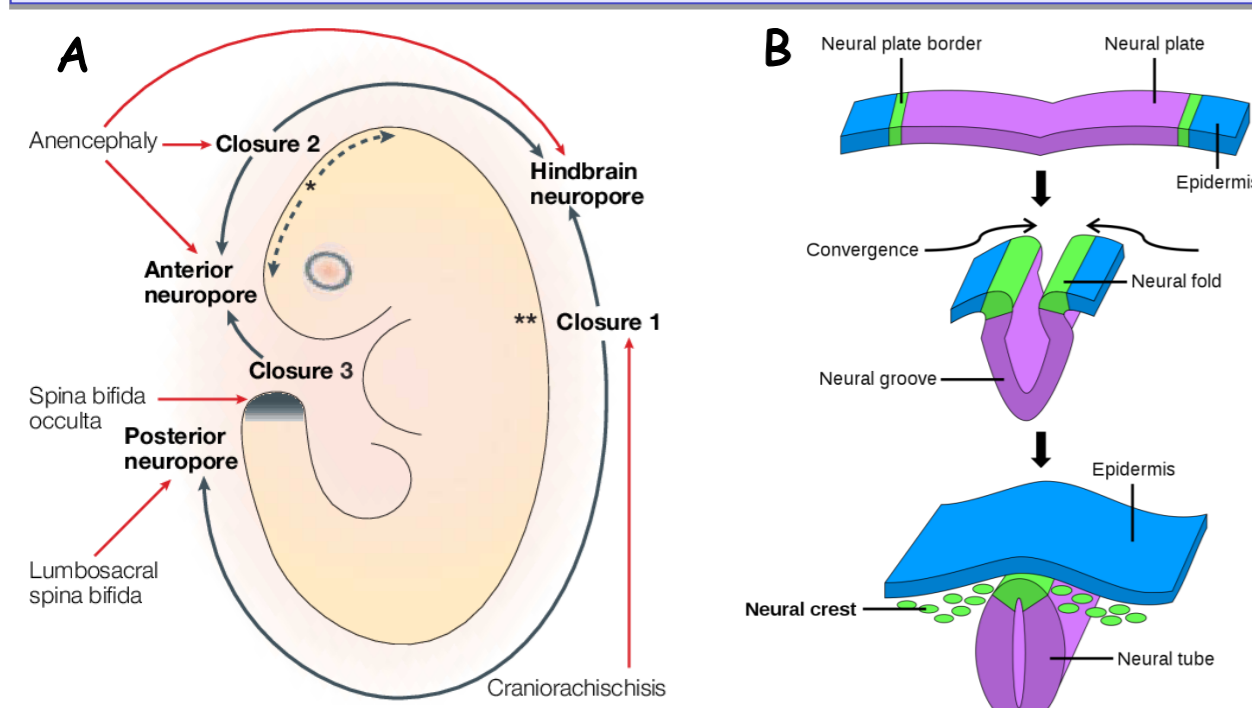 A
Anencephaly
Closure 2
Hindbrain
neuropore
Anterior
neuropore
**
Closure 1
*
Closure 3
Spina bifida
occulta
Posterior
neuropore
Lumbosacral
spina bifida
Craniorachischisis
B
Neural plate border
Neural plate
Epidermis
Convergence
Neural fold
Neural groove
Epidermis
Neural crest
Neural tube